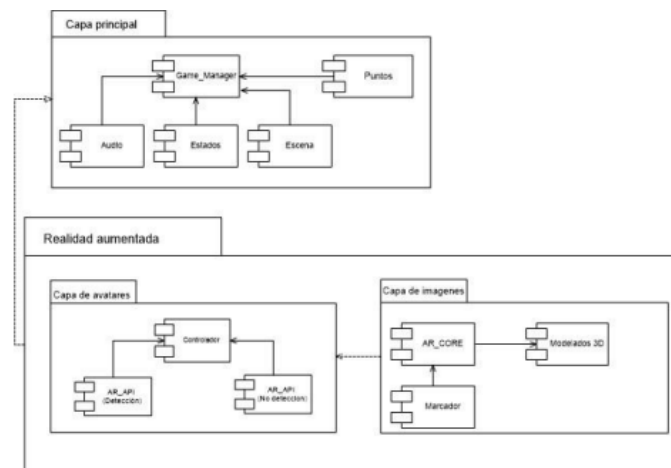 Capa principal
Game_Manager
Puntos
Audio
Estados
Escena
Realidad aumentada
Capa de avatares
Controlador
AR_API
(Detección)
AR_API
(No detección)
Capa de imagenes
AR_CORE
Modelados 3D
Marcador